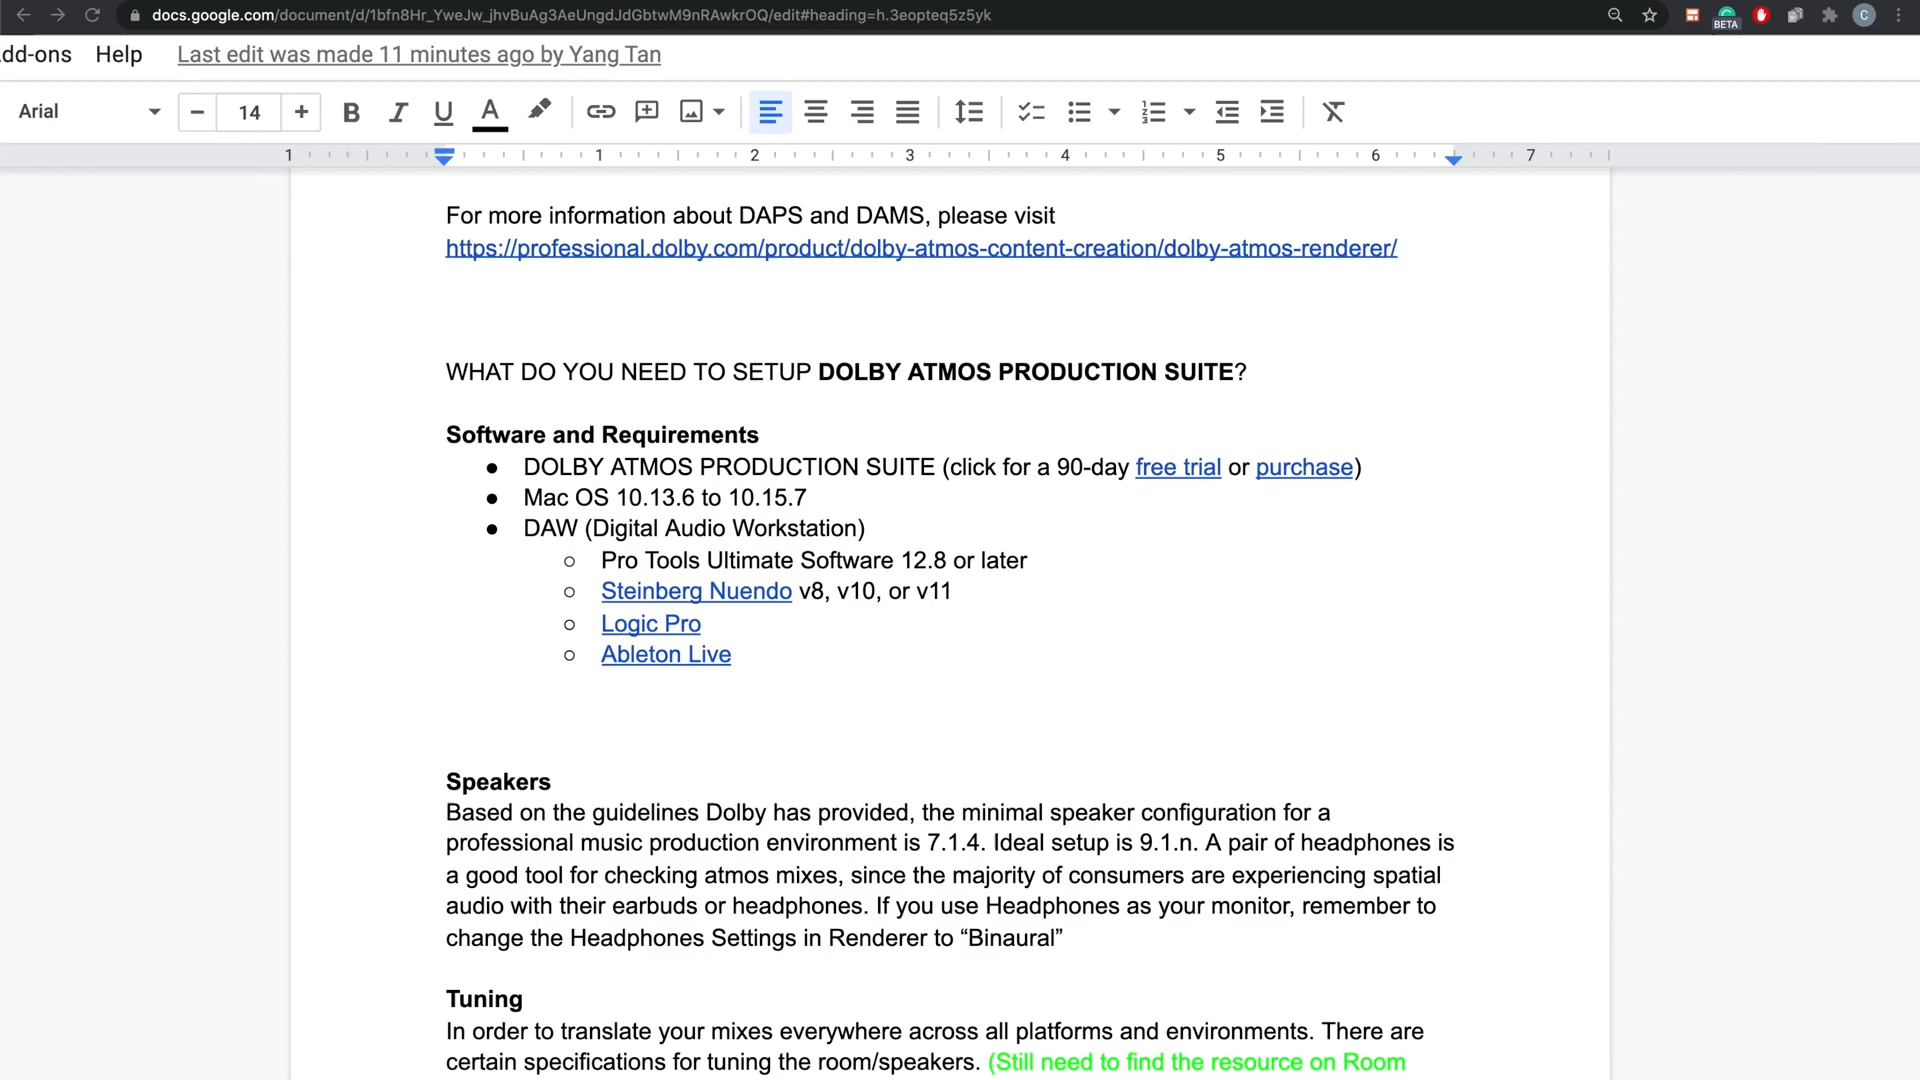 docs.google.com/document/d/1bfn8Hr_YweJw_jhvBuAg3AeUngdJdGbtwM9nRAwkrOQ/edit#heading=h.3eopteq5z5yk
BETA
C
dd-ons Help Last edit was made 11 minutes ago by Yang Tan
Arial 14 B I U A
1 1 2 3 4 5 6 7
For more information about DAPS and DAMS, please visit
https://professional.dolby.com/product/dolby-atmos-content-creation/dolby-atmos-renderer/
WHAT DO YOU NEED TO SETUP DOLBY ATMOS PRODUCTION SUITE?
Software and Requirements
● DOLBY ATMOS PRODUCTION SUITE (click for a 90-day free trial or purchase)
● Mac OS 10.13.6 to 10.15.7
● DAW (Digital Audio Workstation)
○ Pro Tools Ultimate Software 12.8 or later
○ Steinberg Nuendo v8, v10, or v11
○ Logic Pro
○ Ableton Live
Speakers
Based on the guidelines Dolby has provided, the minimal speaker configuration for a
professional music production environment is 7.1.4. Ideal setup is 9.1.n. A pair of headphones is
a good tool for checking atmos mixes, since the majority of consumers are experiencing spatial
audio with their earbuds or headphones. If you use Headphones as your monitor, remember to
change the Headphones Settings in Renderer to “Binaural”
Tuning
In order to translate your mixes everywhere across all platforms and environments. There are
certain specifications for tuning the room/speakers. (Still need to find the resource on Room